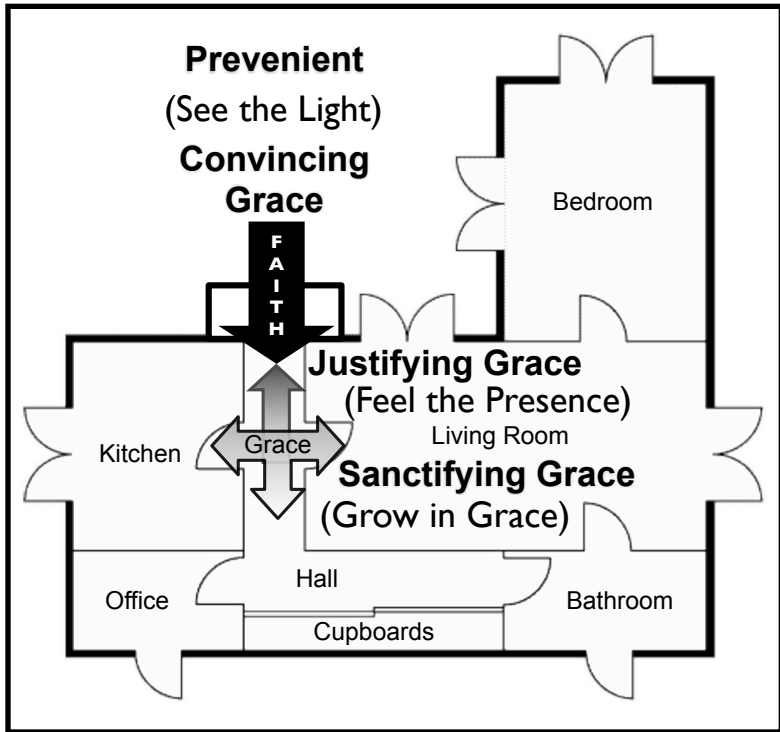 Prevenient
(See the Light)
Convincing
Grace
FAITH
Bedroom
Justifying Grace
(Feel the Presence)
Living Room
Kitchen
Grace
Sanctifying Grace
(Grow in Grace)
Hall
Office
Bathroom
Cupboards